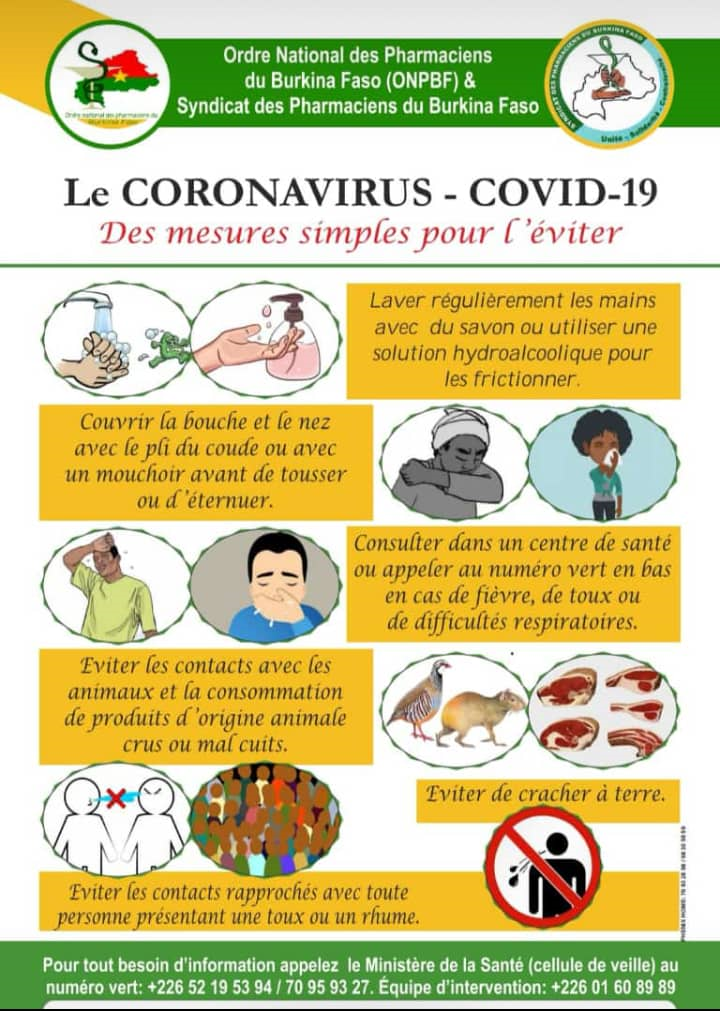 Ordre National des Pharmaciens
du Burkina Faso (ONPBF) &
Syndicat des Pharmaciens du Burkina Faso
Ordre national des pharmaciens du
Burkina Faso
SYNDICAT DES PHARMACIENS DU BURKINA FASO
Unité - Solidarité -
Le CORONAVIRUS - COVID-19
Des mesures simples pour l'éviter
Laver régulièrement les mains
avec du savon ou utiliser une
solution hydroalcoolique pour
les frictionner.
Couvrir la bouche et le nez
avec le pli du coude ou avec
un mouchoir avant de tousser
ou d'éternuer.
Consulter dans un centre de santé
ou appeler au numéro vert en bas
en cas de fièvre, de toux ou
de difficultés respiratoires.
Eviter les contacts avec les
animaux et la consommation
de produits d'origine animale
crus ou mal cuits.
Eviter de cracher à terre.
Eviter les contacts rapprochés avec toute
personne présentant une toux ou un rhume.
Pour tout besoin d'information appelez le Ministère de la Santé (cellule de veille) au
numéro vert: +226 52 19 53 94 / 70 95 93 27. Équipe d'intervention: +226 01 60 89 89